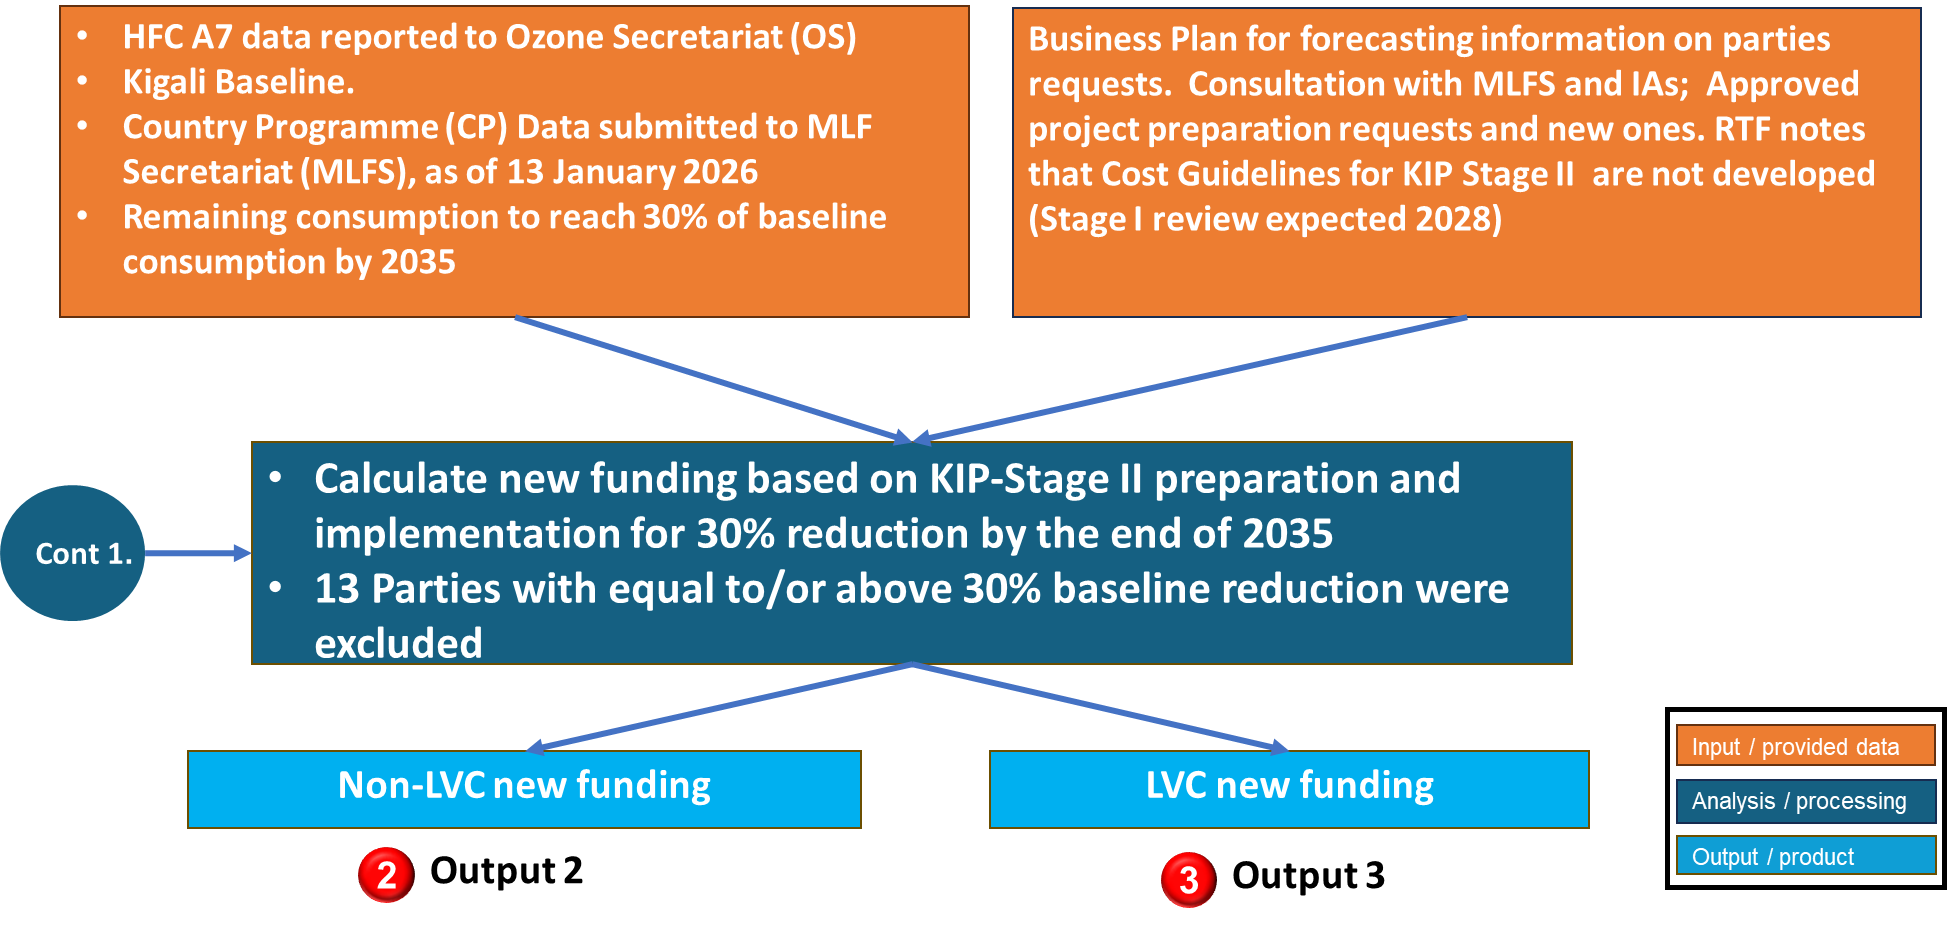 • HFC A7 data reported to Ozone Secretariat (OS)
• Kigali Baseline.
• Country Programme (CP) Data submitted to MLF
Secretariat (MLFS), as of 13 January 2026
• Remaining consumption to reach 30% of baseline
consumption by 2035
Business Plan for forecasting information on parties
requests.  Consultation with MLFS and IAs;  Approved
project preparation requests and new ones. RTF notes
that Cost Guidelines for KIP Stage II  are not developed
(Stage I review expected 2028)
Cont 1.
• Calculate new funding based on KIP-Stage II preparation and
implementation for 30% reduction by the end of 2035
• 13 Parties with equal to/or above 30% baseline reduction were
excluded
Non-LVC new funding
LVC new funding
2 Output 2
3 Output 3
Input / provided data
Analysis / processing
Output / product